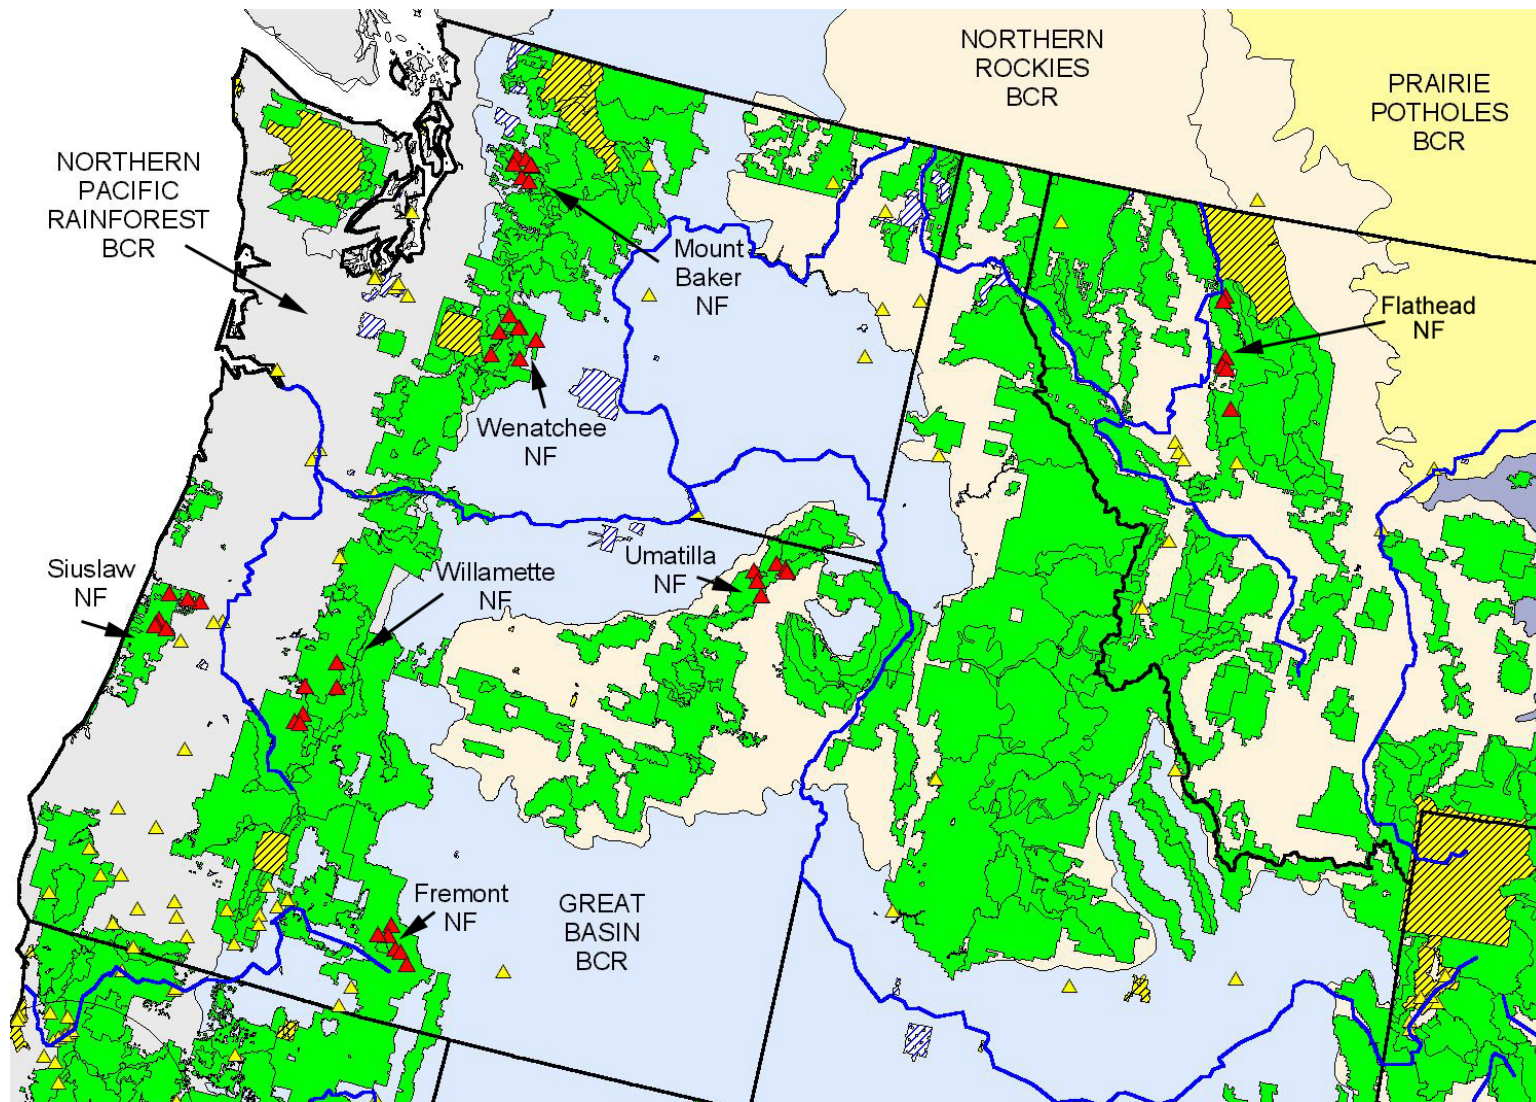 NORTHERN
ROCKIES
BCR
PRAIRIE
POTHOLES
BCR
NORTHERN
PACIFIC
RAINFOREST
BCR
Mount
Baker
NF
Flathead
NF
Wenatchee
NF
Siuslaw
NF
Willamette
NF
Umatilla
NF
Fremont
NF
GREAT
BASIN
BCR